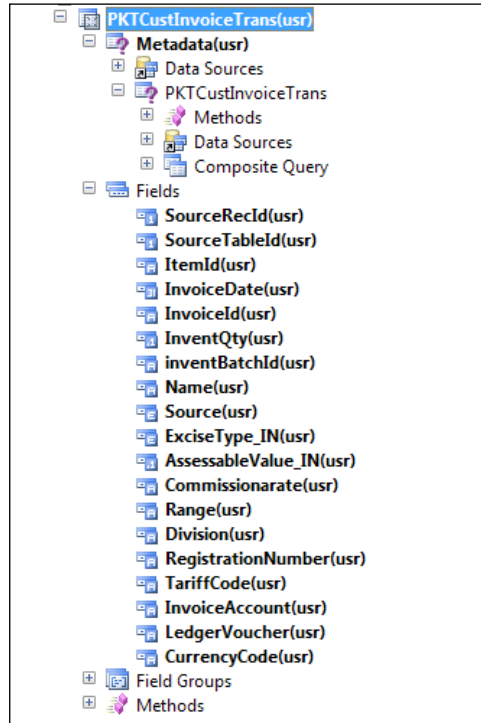 PKTCustInvoiceTrans(usr)
Metadata(usr)
Data Sources
PKTCustInvoiceTrans
Methods
Data Sources
Composite Query
Fields
SourceRecId(usr)
SourceTableId(usr)
ItemId(usr)
InvoiceDate(usr)
InvoiceId(usr)
InventQty(usr)
inventBatchId(usr)
Name(usr)
Source(usr)
ExciseType_IN(usr)
AssessableValue_IN(usr)
Commissionarate(usr)
Range(usr)
Division(usr)
RegistrationNumber(usr)
TariffCode(usr)
InvoiceAccount(usr)
LedgerVoucher(usr)
CurrencyCode(usr)
Field Groups
Methods